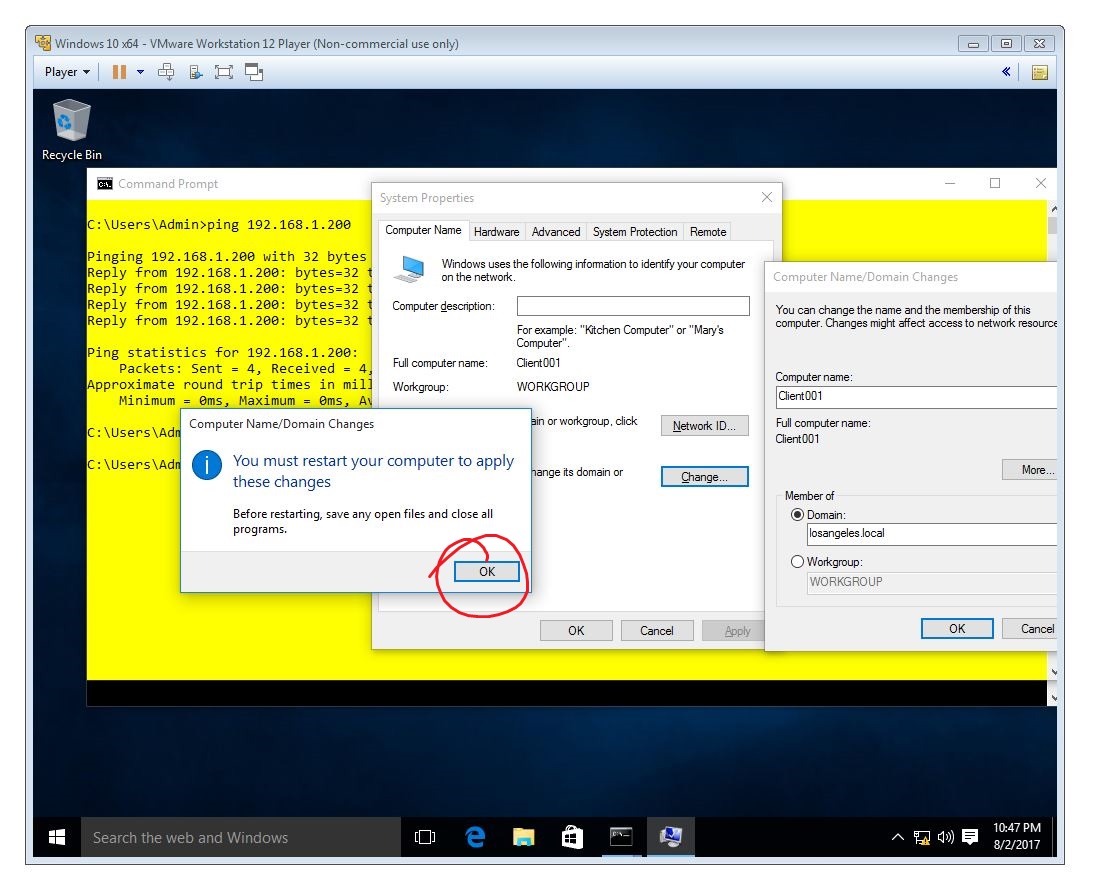 Windows 10 x64 - VMware Workstation 12 Player (Non-commercial use only)
Player
Recycle Bin
Command Prompt
C:\Users\Admin>ping 192.168.1.200
Pinging 192.168.1.200 with 32 bytes
Reply from 192.168.1.200: bytes=32
Reply from 192.168.1.200: bytes=32
Reply from 192.168.1.200: bytes=32
Reply from 192.168.1.200: bytes=32
Ping statistics for 192.168.1.200:
Packets: Sent = 4, Received = 4,
Approximate round trip times in mill
Minimum = 0ms, Maximum = 0ms, Av
C:\Users\Adm
C:\Users\Adm
System Properties
Computer Name
Hardware
Advanced
System Protection
Remote
Windows uses the following information to identify your computer
on the network.
Computer description:
For example: "Kitchen Computer" or "Mary's
Computer".
Full computer name:
Client001
Workgroup:
WORKGROUP
ain or workgroup, click
Network ID...
hange its domain or
Change...
OK
Cancel
Apply
Computer Name/Domain Changes
You must restart your computer to apply
these changes
Before restarting, save any open files and close all
programs.
OK
Computer Name/Domain Changes
You can change the name and the membership of this
computer. Changes might affect access to network resource
Computer name:
Client001
Full computer name:
Client001
More...
Member of
Domain:
losangeles.local
Workgroup:
WORKGROUP
OK
Cancel
Search the web and Windows
10:47 PM
8/2/2017